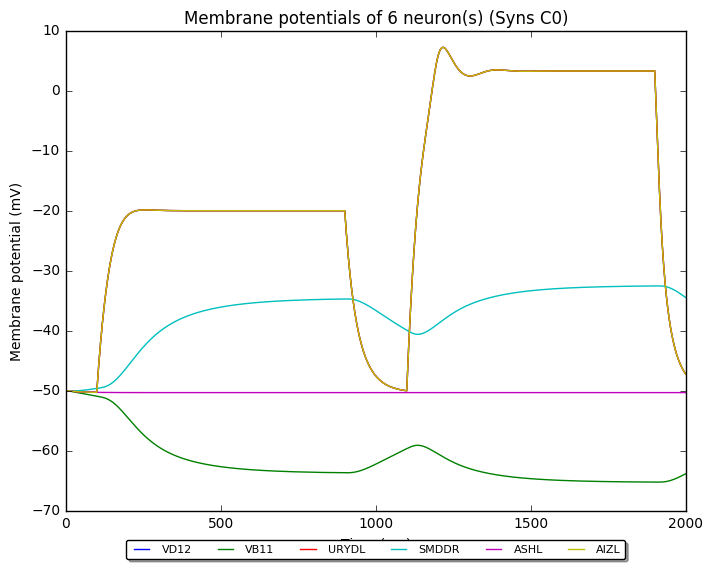 Membrane potentials of 6 neuron(s) (Syns C0)
10
0
−10
−20
−30
−40
−50
−60
−70
Membrane potential (mV)
0 500 1000 1500 2000
VD12 VB11 URYDL SMDDR ASHL AIZL